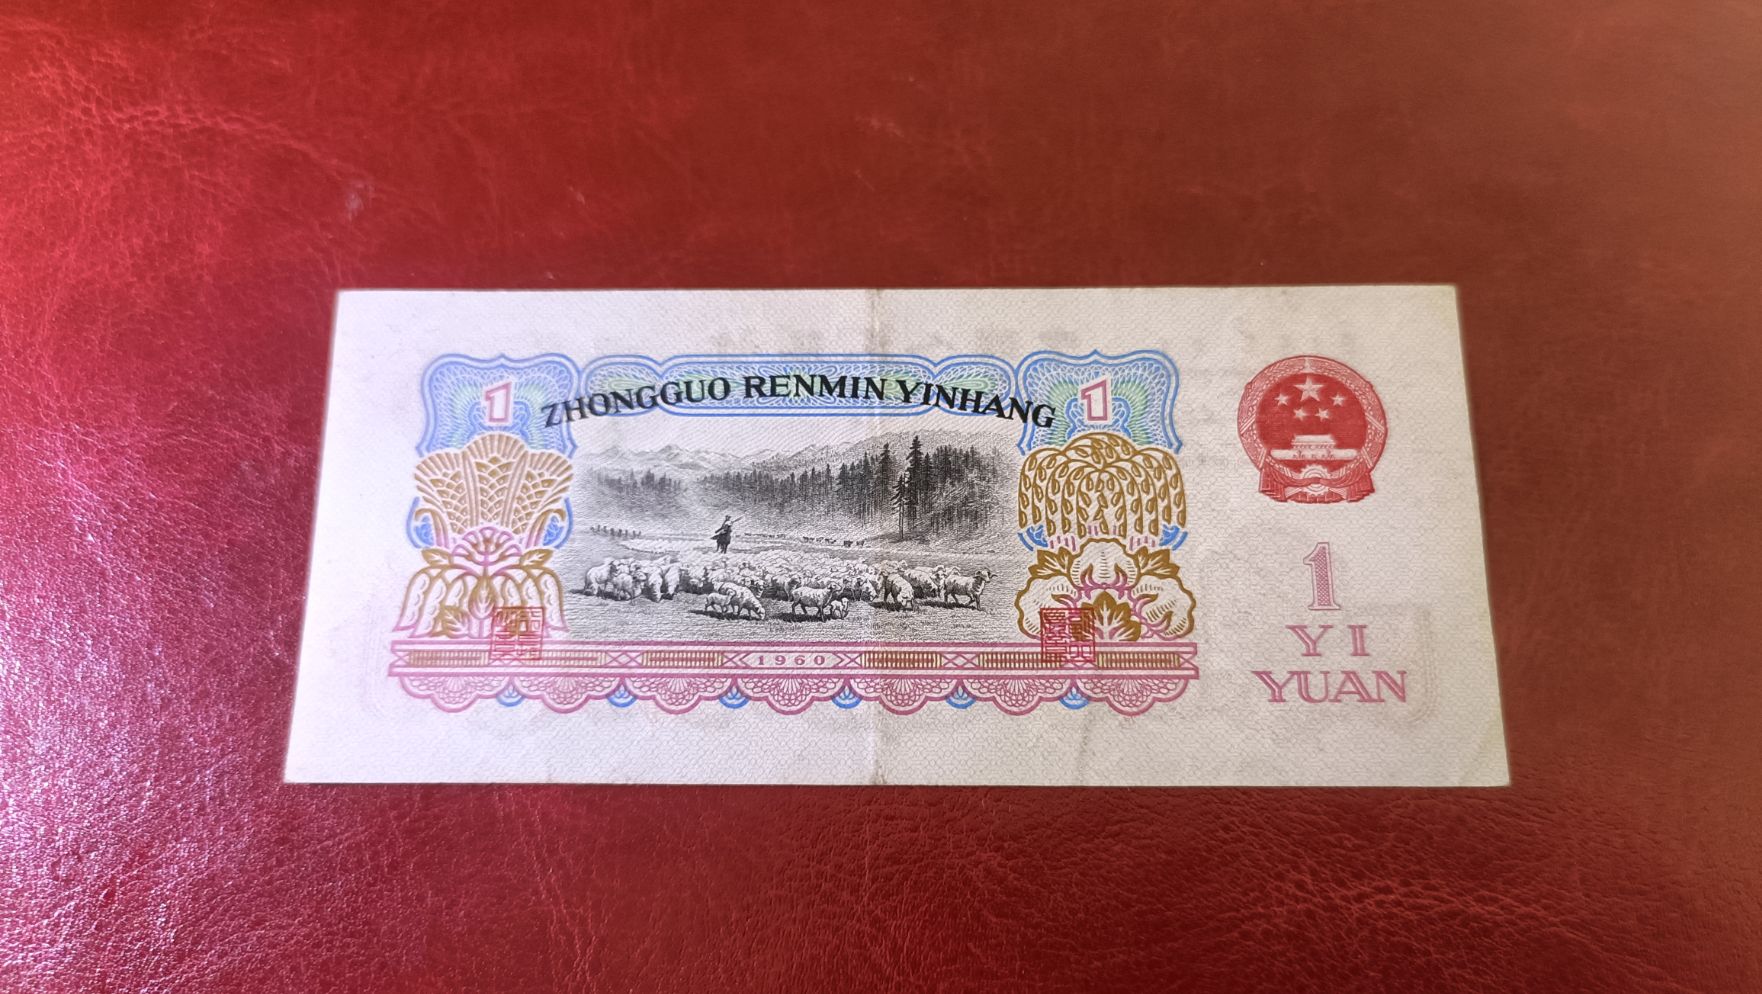 1
ZHONGGUO RENMIN YINHANG
1
1960
1
YI
YUAN